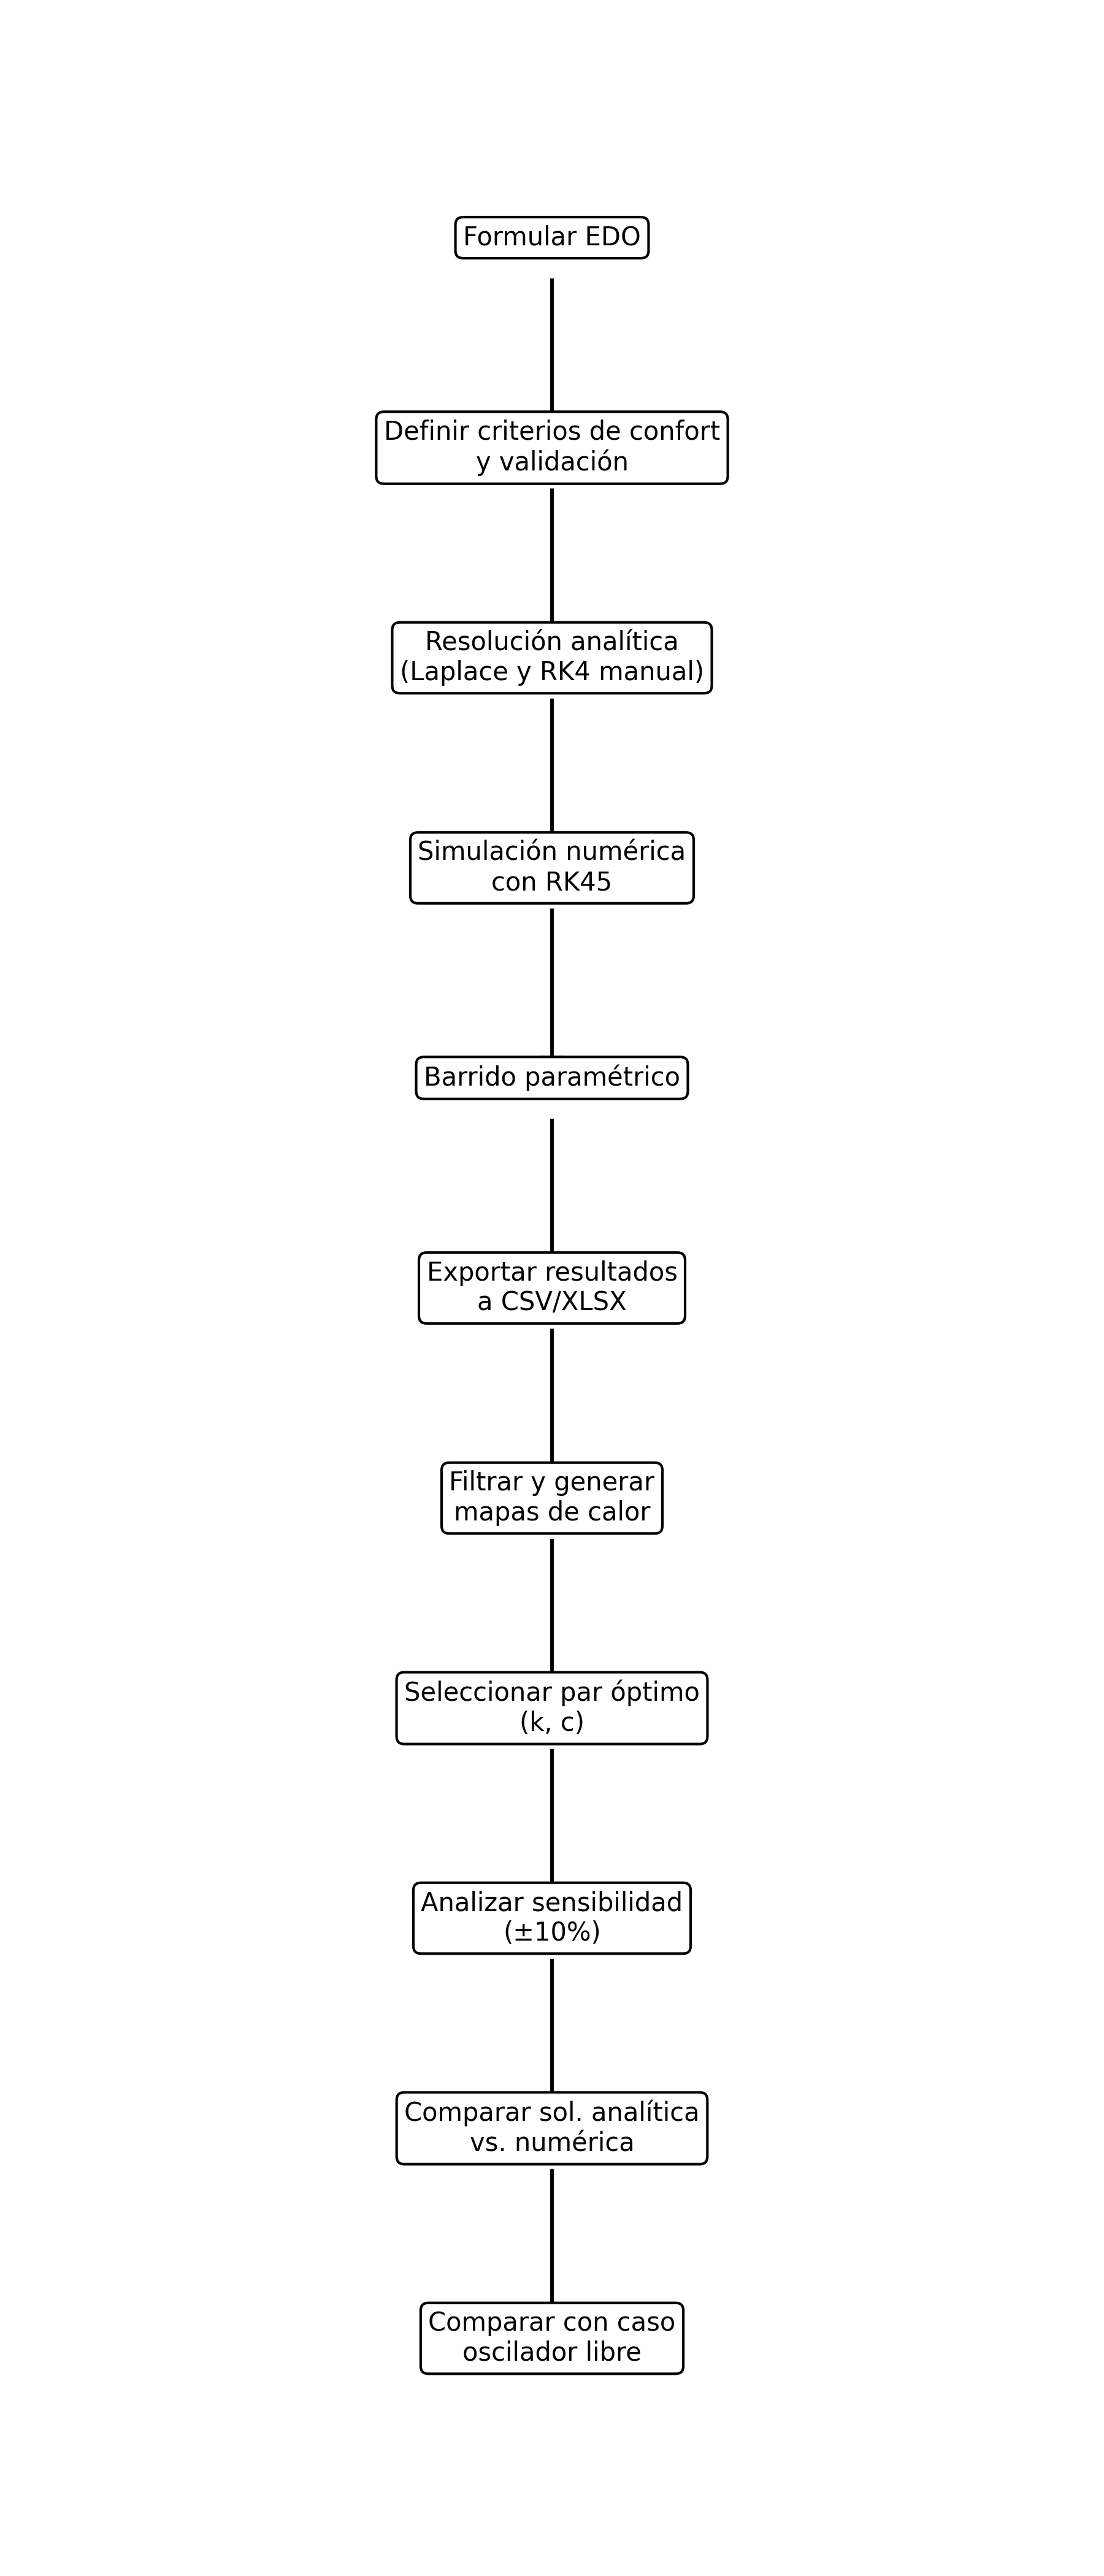 Formular EDO
Definir criterios de confort
y validación
Resolución analítica
(Laplace y RK4 manual)
Simulación numérica
con RK45
Barrido paramétrico
Exportar resultados
a CSV/XLSX
Filtrar y generar
mapas de calor
Seleccionar par óptimo
(k, c)
Analizar sensibilidad
(±10%)
Comparar sol. analítica
vs. numérica
Comparar con caso
oscilador libre